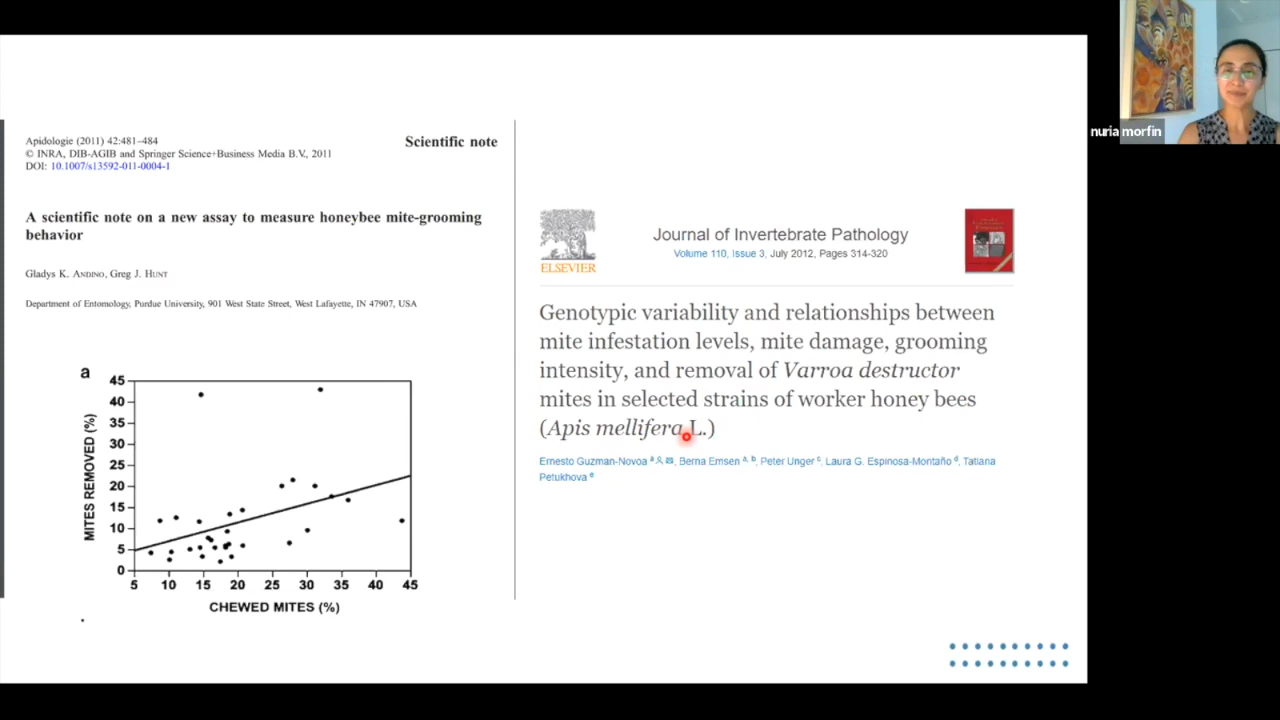 Apidologie (2011) 42:481–484
© INRA, DIB-AGIB and Springer Science+Business Media B.V., 2011
DOI: 10.1007/s13592-011-0004-1
Scientific note
A scientific note on a new assay to measure honeybee mite-grooming
behavior
Gladys K. ANDINO, Greg J. HUNT
Department of Entomology, Purdue University, 901 West State Street, West Lafayette, IN 47907, USA
a
MITES REMOVED (%)
45
40
35
30
25
20
15
10
5
0
5 10 15 20 25 30 35 40 45
CHEWED MITES (%)
ELSEVIER
Journal of Invertebrate Pathology
Volume 110, Issue 3, July 2012, Pages 314-320
Genotypic variability and relationships between
mite infestation levels, mite damage, grooming
intensity, and removal of Varroa destructor
mites in selected strains of worker honey bees
(Apis mellifera L.)
Ernesto Guzman-Novoa a, Berna Emsen a, b, Peter Unger c, Laura G. Espinosa-Montaño d, Tatiana
Petukhova e
nuria morfin